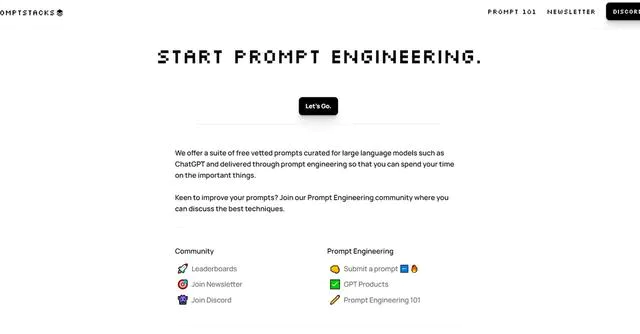 OMPTSTACKS
PROMPT 101 NEWSLETTER DISCORD
START PROMPT ENGINEERING.
Let's Go.
We offer a suite of free vetted prompts curated for large language models such as
ChatGPT and delivered through prompt engineering so that you can spend your time
on the important things.
Keen to improve your prompts? Join our Prompt Engineering community where you
can discuss the best techniques.
Community
Leaderboards
Join Newsletter
Join Discord
Prompt Engineering
Submit a prompt
GPT Products
Prompt Engineering 101